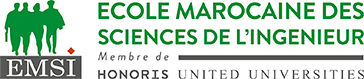 EMSI
ECOLE MAROCAINE DES
SCIENCES DE L'INGENIEUR
Membre de
HONORIS UNITED UNIVERSITIES